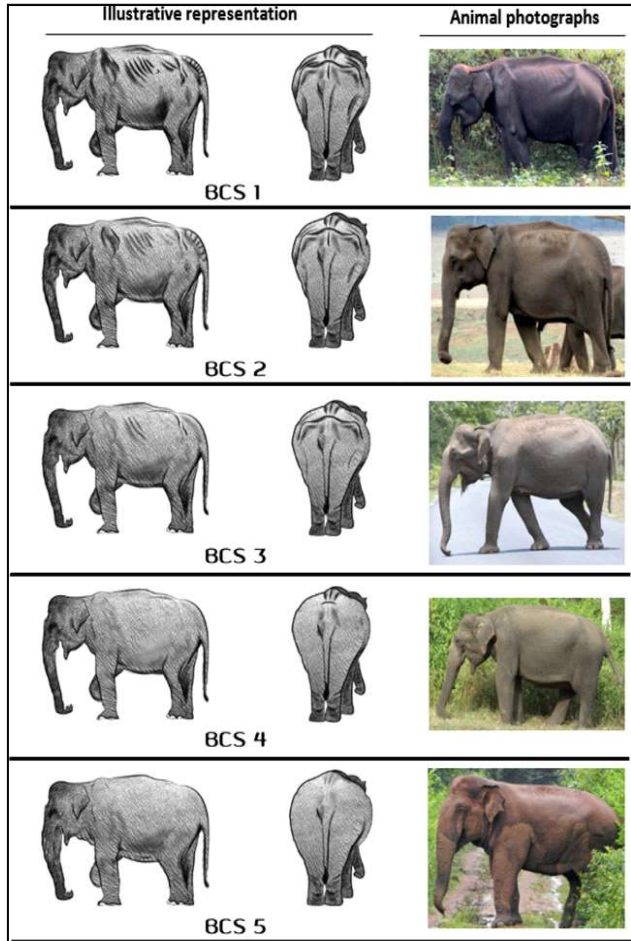 Illustrative representation
Animal photographs
BCS 1
BCS 2
BCS 3
BCS 4
BCS 5